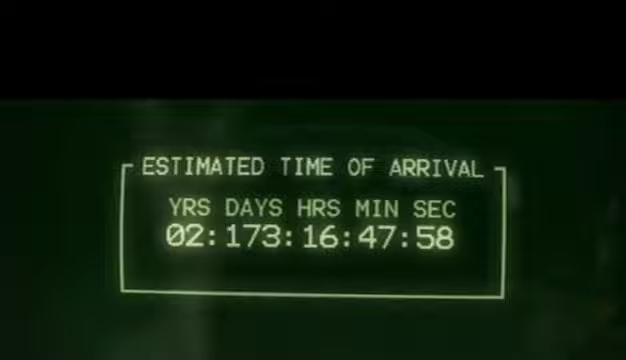 ESTIMATED TIME OF ARRIVAL
YRS DAYS HRS MIN SEC
02:173:16:47:58